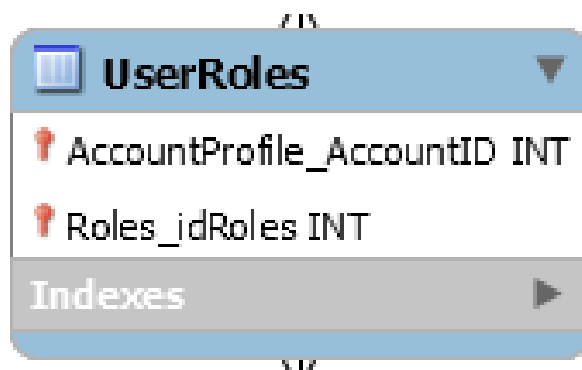 UserRoles
AccountProfile_AccountID INT
Roles_idRoles INT
Indexes